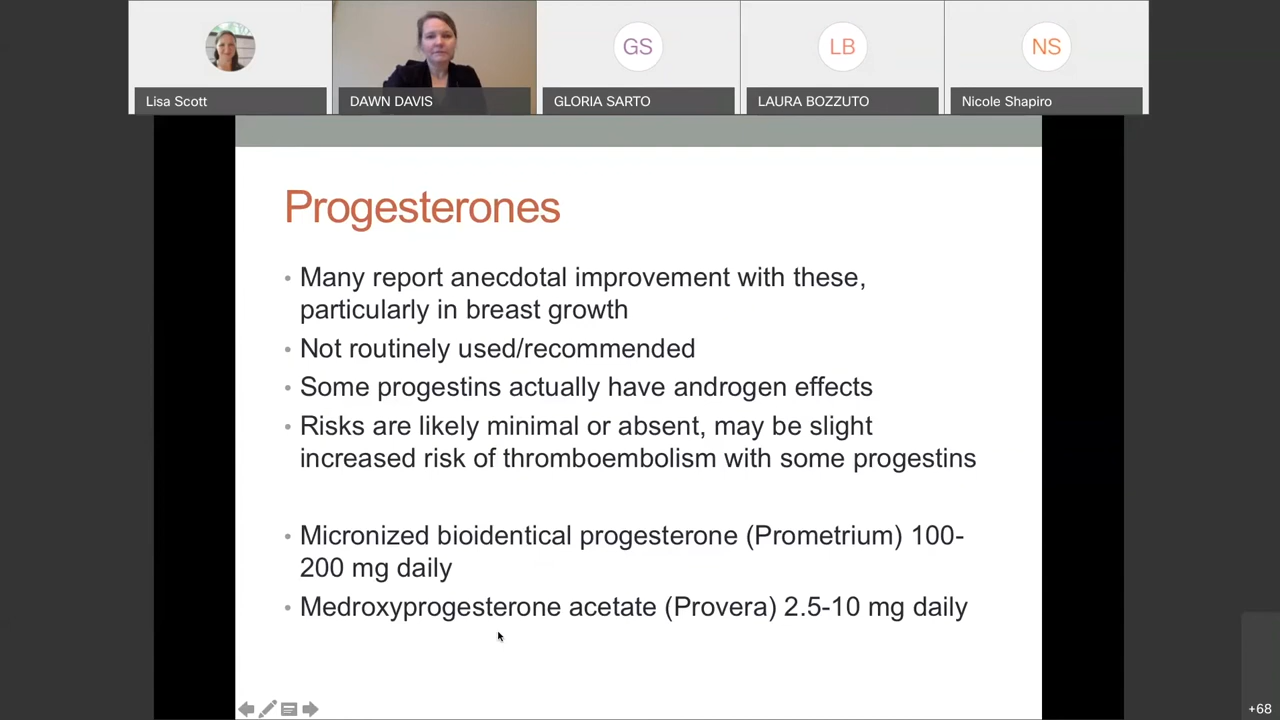 GS
LB
NS
Lisa Scott
DAWN DAVIS
GLORIA SARTO
LAURA BOZZUTO
Nicole Shapiro
Progesterones
• Many report anecdotal improvement with these,
particularly in breast growth
• Not routinely used/recommended
• Some progestins actually have androgen effects
• Risks are likely minimal or absent, may be slight
increased risk of thromboembolism with some progestins
• Micronized bioidentical progesterone (Prometrium) 100-
200 mg daily
• Medroxyprogesterone acetate (Provera) 2.5-10 mg daily
+68